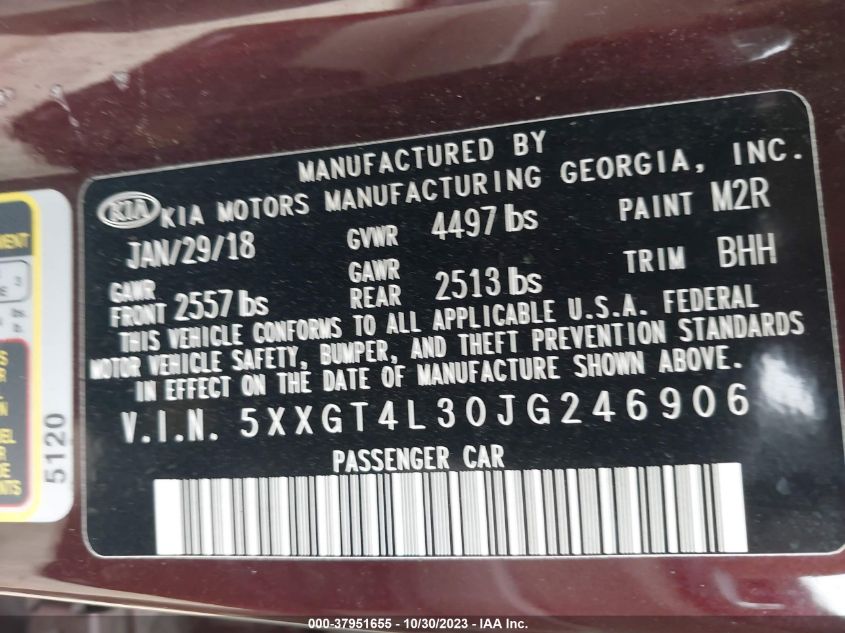 MANUFACTURED BY
KIA KIA MOTORS MANUFACTURING GEORGIA, INC.
JAN/29/18 GVWR 4497 lbs PAINT M2R
GAWR FRONT 2557 lbs GAWR REAR 2513 lbs TRIM BHH
THIS VEHICLE CONFORMS TO ALL APPLICABLE U.S.A. FEDERAL
MOTOR VEHICLE SAFETY, BUMPER, AND THEFT PREVENTION STANDARDS
IN EFFECT ON THE DATE OF MANUFACTURE SHOWN ABOVE.
V.I.N. 5XXGT4L30JG246906
PASSENGER CAR
5120
000-37951655 - 10/30/2023 - © IAA, Inc.